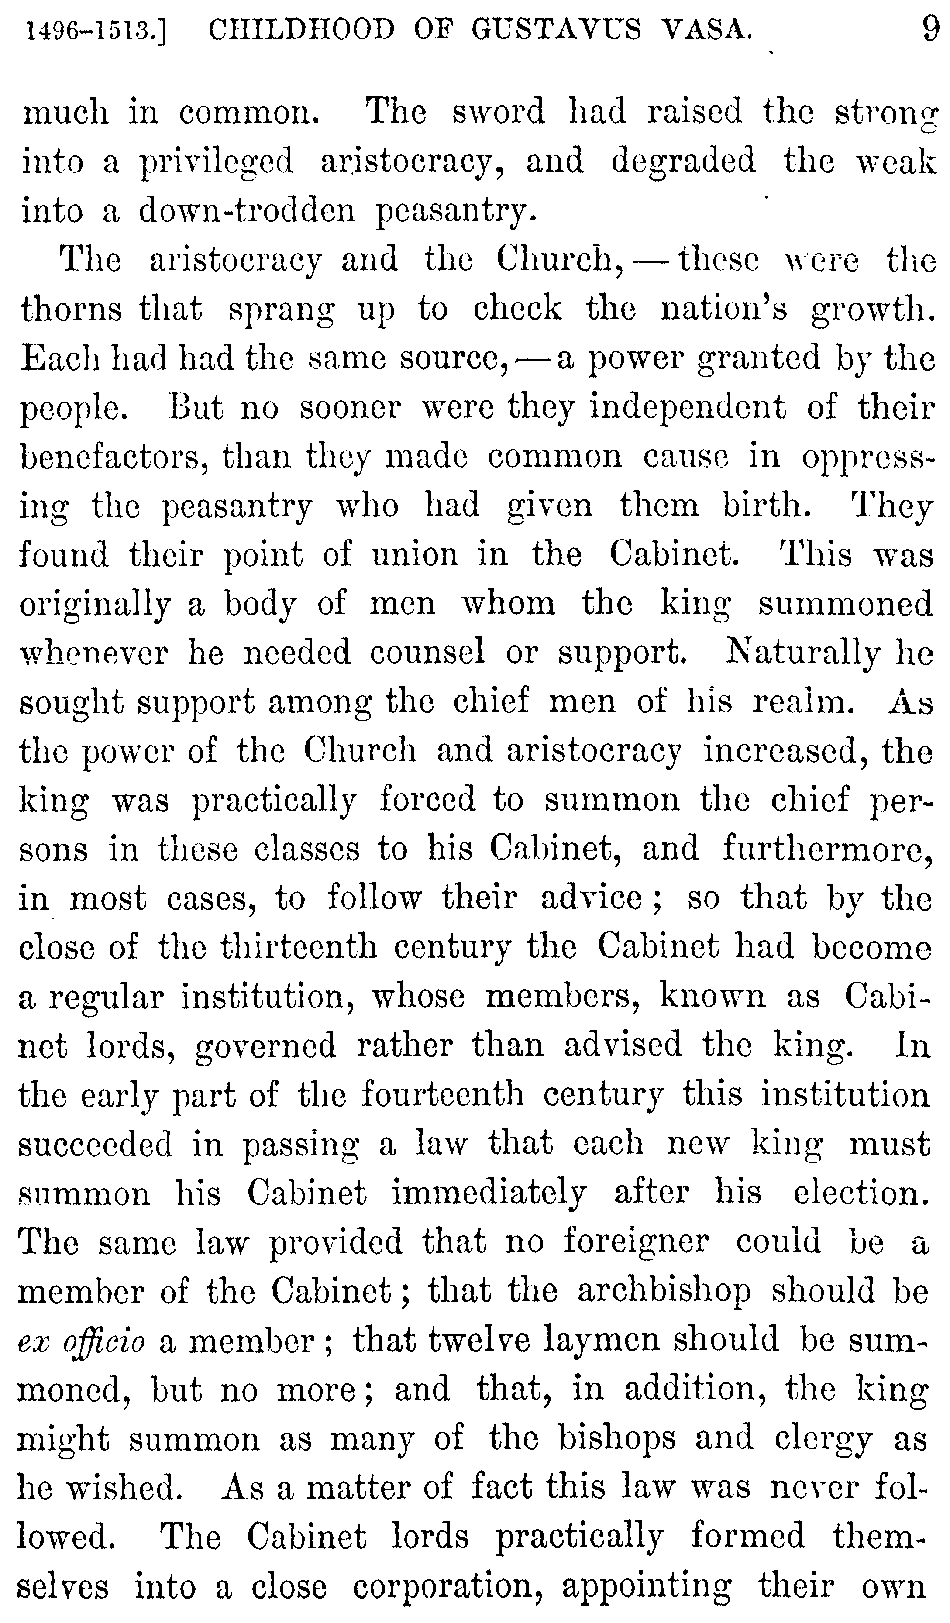 1496–1513.] CHILDHOOD OF GUSTAVUS VASA. 9
much in common. The sword had raised the strong
into a privileged aristocracy, and degraded the weak
into a down-trodden peasantry.
The aristocracy and the Church, — these were the
thorns that sprang up to check the nation's growth.
Each had had the same source, — a power granted by the
people. But no sooner were they independent of their
benefactors, than they made common cause in oppress-
ing the peasantry who had given them birth. They
found their point of union in the Cabinet. This was
originally a body of men whom the king summoned
whenever he needed counsel or support. Naturally he
sought support among the chief men of his realm. As
the power of the Church and aristocracy increased, the
king was practically forced to summon the chief per-
sons in these classes to his Cabinet, and furthermore,
in most cases, to follow their advice; so that by the
close of the thirteenth century the Cabinet had become
a regular institution, whose members, known as Cabi-
net lords, governed rather than advised the king. In
the early part of the fourteenth century this institution
succeeded in passing a law that each new king must
summon his Cabinet immediately after his election.
The same law provided that no foreigner could be a
member of the Cabinet; that the archbishop should be
ex officio a member; that twelve laymen should be sum-
moned, but no more; and that, in addition, the king
might summon as many of the bishops and clergy as
he wished. As a matter of fact this law was never fol-
lowed. The Cabinet lords practically formed them-
selves into a close corporation, appointing their own